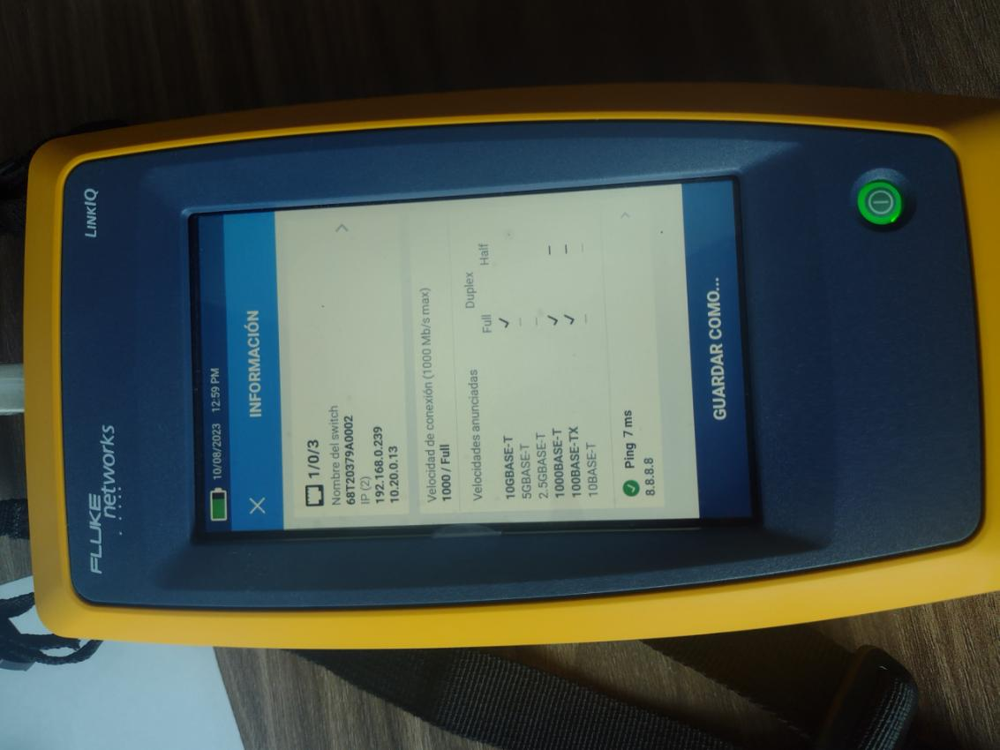 FLUKE
networks
LINKIQ
10/08/2023 12:59 PM
INFORMACIÓN
1/0/3
Nombre del switch
68T20379A0002
IP (2)
192.168.0.239
10.20.0.13
Velocidad de conexión (1000 Mb/s max)
1000 / Full
Velocidades anunciadas Duplex
Full Half
10GBASE-T ✓
5GBASE-T –
2.5GBASE-T –
1000BASE-T ✓ –
100BASE-TX ✓ –
10BASE-T – –
Ping 7 ms
8.8.8.8
GUARDAR COMO...